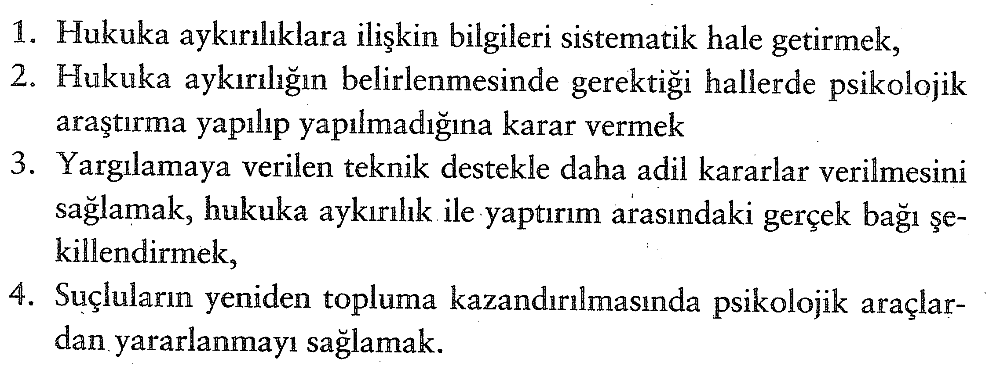 1. Hukuka aykırılıklara ilişkin bilgileri sistematik hale getirmek,
2. Hukuka aykırılığın belirlenmesinde gerektiği hallerde psikolojik
araştırma yapılıp yapılmadığına karar vermek
3. Yargılamaya verilen teknik destekle daha adil kararlar verilmesini
sağlamak, hukuka aykırılık ile yaptırım arasındaki gerçek bağı şe-
killendirmek,
4. Suçluların yeniden topluma kazandırılmasında psikolojik araçlar-
dan yararlanmayı sağlamak.